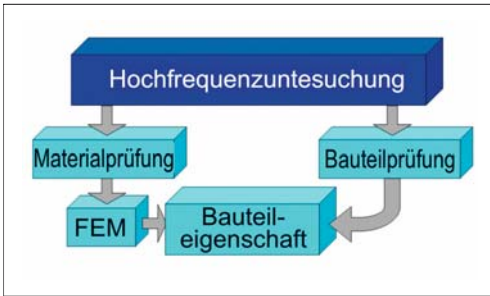 Hochfrequenzuntesuchung
Materialprüfung
Bauteilprüfung
FEM
Bauteil-
eigenschaft